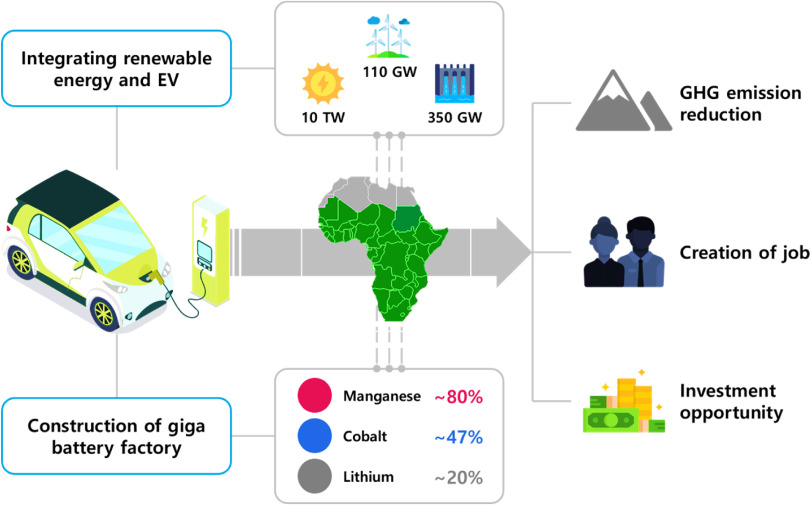 Integrating renewable
energy and EV
110 GW
10 TW
350 GW
GHG emission
reduction
Creation of job
Construction of giga
battery factory
Manganese ~80%
Cobalt ~47%
Lithium ~20%
Investment
opportunity